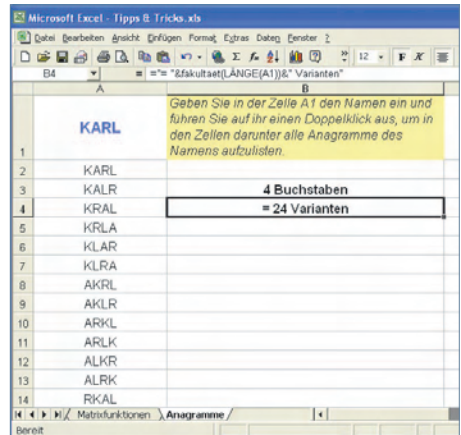 Microsoft Excel - Tipps & Tricks.xls
Datei Bearbeiten Ansicht Einfügen Format Extras Daten Fenster ?
12 F K
B4 = ="= "&fakultaet(LÄNGE(A1))&" Varianten"
A B
1 KARL Geben Sie in der Zelle A1 den Namen ein und
führen Sie auf ihr einen Doppelklick aus, um in
den Zellen darunter alle Anagramme des
Namens aufzulisten.
2 KARL
3 KALR 4 Buchstaben
4 KRAL = 24 Varianten
5 KRLA
6 KLAR
7 KLRA
8 AKRL
9 AKLR
10 ARKL
11 ARLK
12 ALKR
13 ALRK
14 RKAL
Matrixfunktionen Anagramme
Bereit